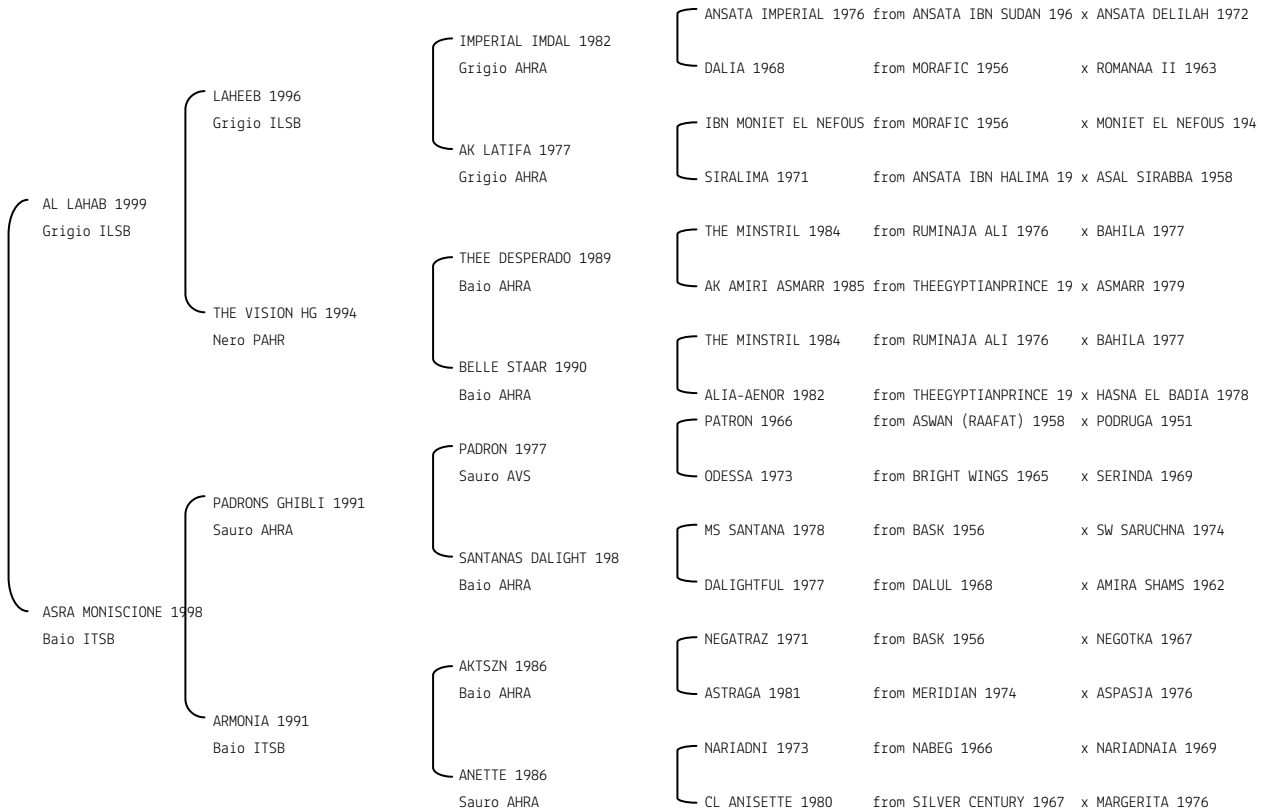 ANSATA IMPERIAL 1976 from ANSATA IBN SUDAN 196 x ANSATA DELILAH 1972
IMPERIAL IMDAL 1982
Grigio AHRA
DALIA 1968 from MORAFIC 1956 x ROMANAA II 1963
LAHEEB 1996
Grigio ILSB
IBN MONIET EL NEFOUS from MORAFIC 1956 x MONIET EL NEFOUS 194
AK LATIFA 1977
Grigio AHRA
SIRALIMA 1971 from ANSATA IBN HALIMA 19 x ASAL SIRABBA 1958
AL LAHAB 1999
Grigio ILSB
THE MINSTRIL 1984 from RUMINAJA ALI 1976 x BAHILA 1977
THEE DESPERADO 1989
Baio AHRA
AK AMIRI ASMARR 1985 from THEEGYPTIANPRINCE 19 x ASMARR 1979
THE VISION HG 1994
Nero PAHR
THE MINSTRIL 1984 from RUMINAJA ALI 1976 x BAHILA 1977
BELLE STAAR 1990
Baio AHRA
ALIA-AENOR 1982 from THEEGYPTIANPRINCE 19 x HASNA EL BADIA 1978
PATRON 1966 from ASWAN (RAAFAT) 1958 x PODRUGA 1951
PADRON 1977
Sauro AVS
ODESSA 1973 from BRIGHT WINGS 1965 x SERINDA 1969
PADRONS GHIBLI 1991
Sauro AHRA
MS SANTANA 1978 from BASK 1956 x SW SARUCHNA 1974
SANTANAS DALIGHT 198
Baio AHRA
DALIGHTFUL 1977 from DALUL 1968 x AMIRA SHAMS 1962
ASRA MONISCIONE 1998
Baio ITSB
NEGATRAZ 1971 from BASK 1956 x NEGOTKA 1967
AKTSZN 1986
Baio AHRA
ASTRAGA 1981 from MERIDIAN 1974 x ASPASJA 1976
ARMONIA 1991
Baio ITSB
NARIADNI 1973 from NABEG 1966 x NARIADNAIA 1969
ANETTE 1986
Sauro AHRA
CL ANISETTE 1980 from SILVER CENTURY 1967 x MARGERITA 1976